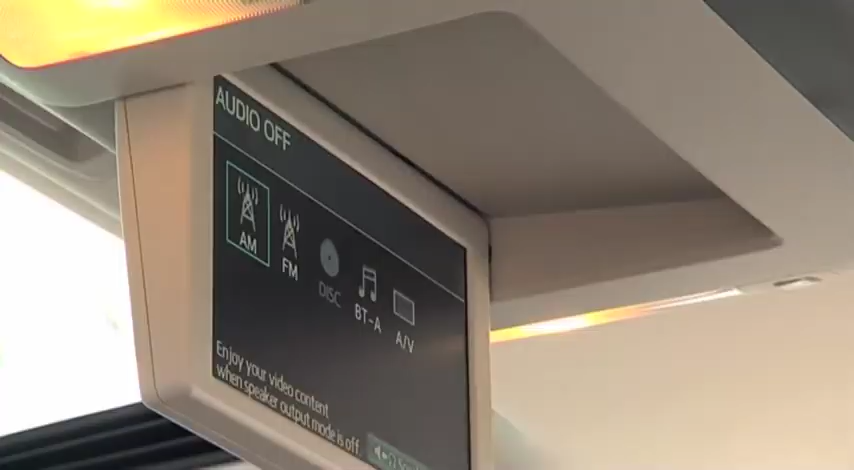 AUDIO OFF
AM
FM
DISC
BT-A
A/V
Enjoy your video content
when speaker output mode is off.